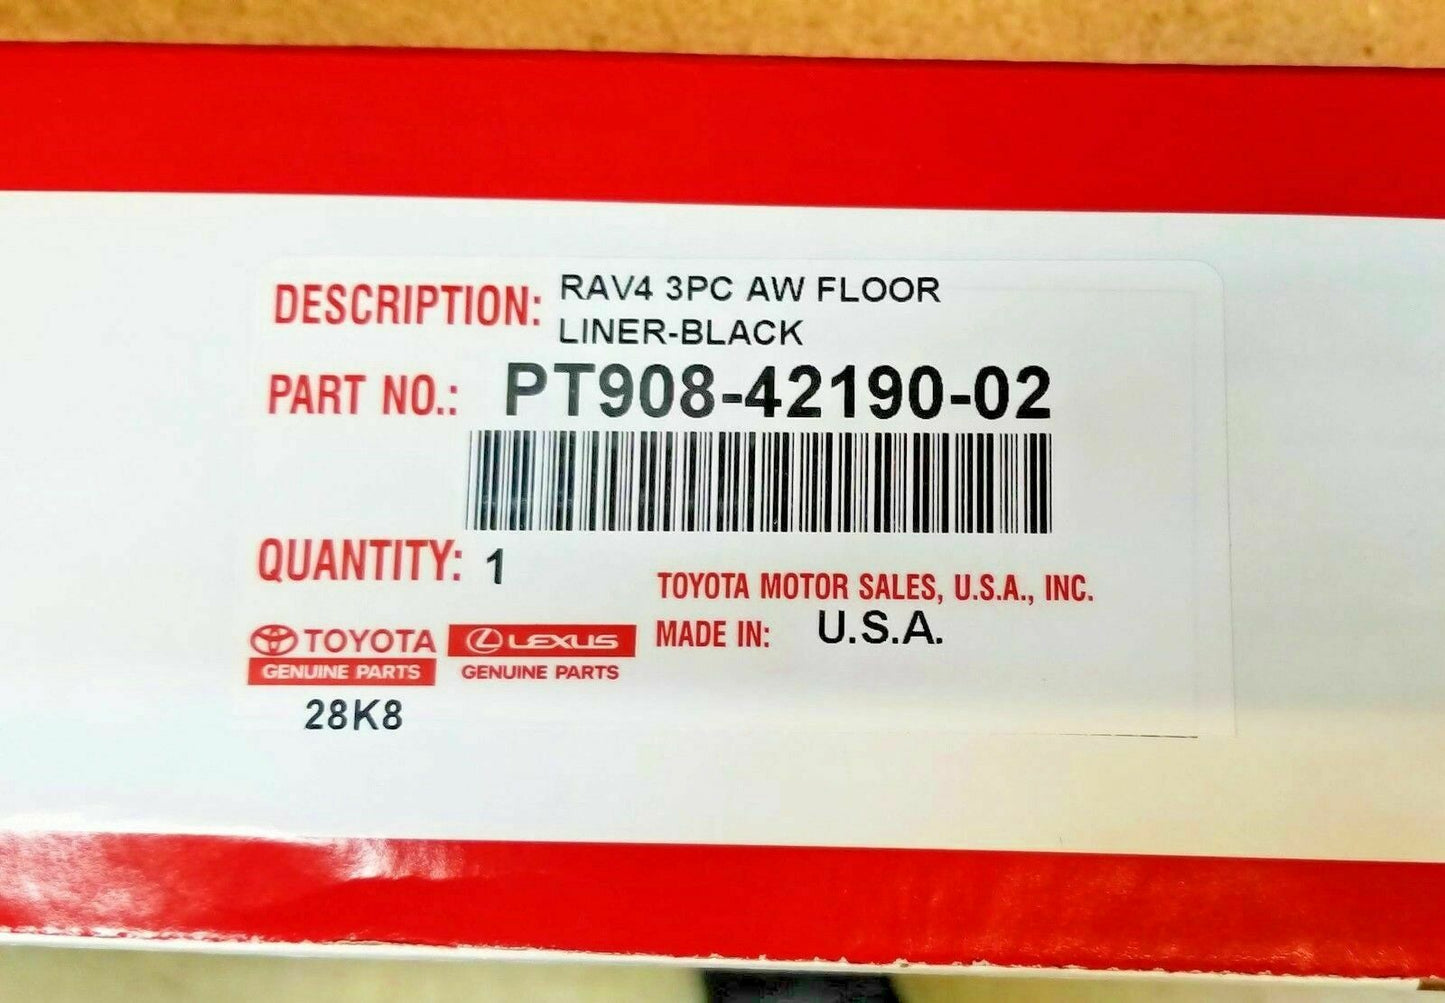 DESCRIPTION: RAV4 3PC AW FLOOR
LINER-BLACK
PART NO.: PT908-42190-02
QUANTITY: 1
TOYOTA MOTOR SALES, U.S.A., INC.
MADE IN: U.S.A.
TOYOTA LEXUS
GENUINE PARTS GENUINE PARTS
28K8